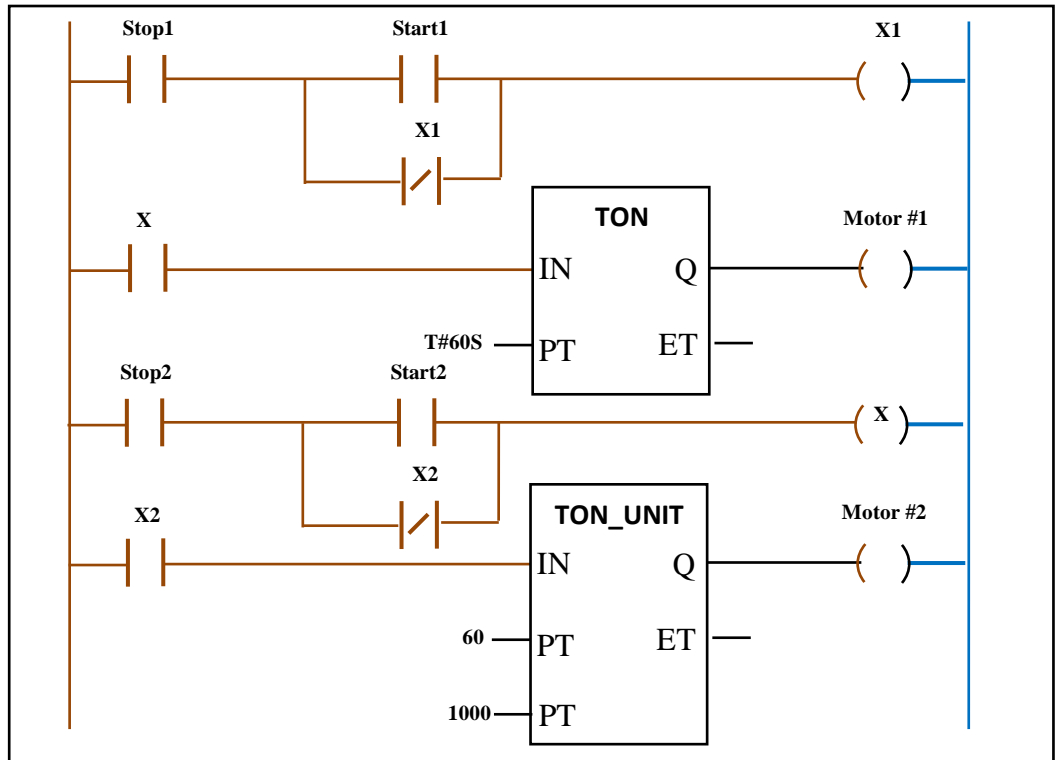 Stop1 Start1 X1
X1
X TON Motor #1
IN Q
T#60S PT ET
Stop2 Start2 X
X2
X2 TON_UNIT Motor #2
IN Q
60 PT ET
1000 PT